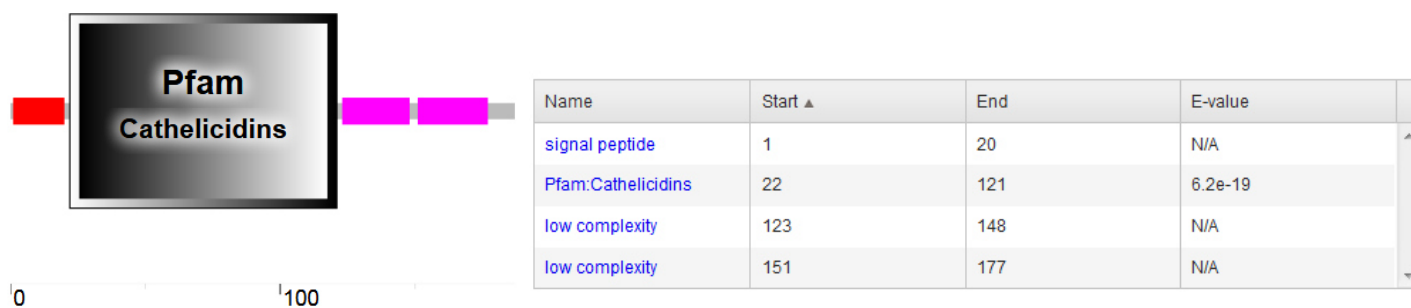 Pfam
Cathelicidins
0 100
Name Start ▲ End E-value
signal peptide 1 20 N/A
Pfam:Cathelicidins 22 121 6.2e-19
low complexity 123 148 N/A
low complexity 151 177 N/A